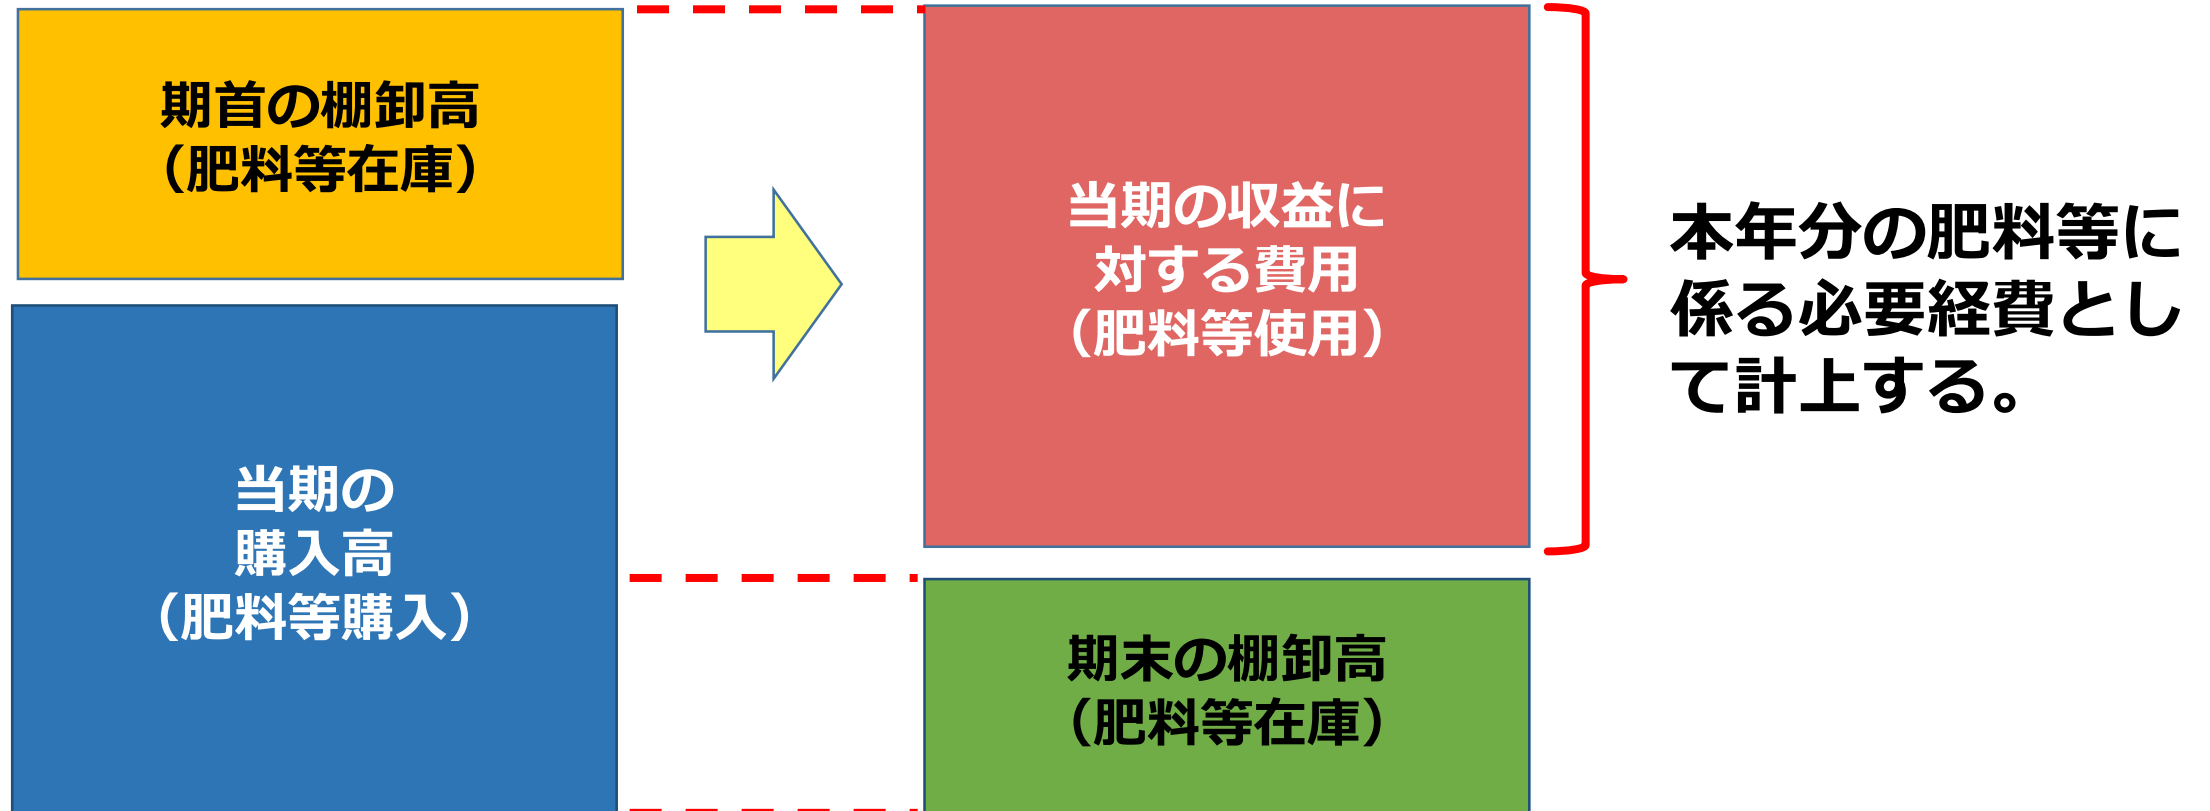 期首の棚卸高
（肥料等在庫）
当期の
購入高
（肥料等購入）
当期の収益に
対する費用
（肥料等使用）
期末の棚卸高
（肥料等在庫）
本年分の肥料等に
係る必要経費とし
て計上する。